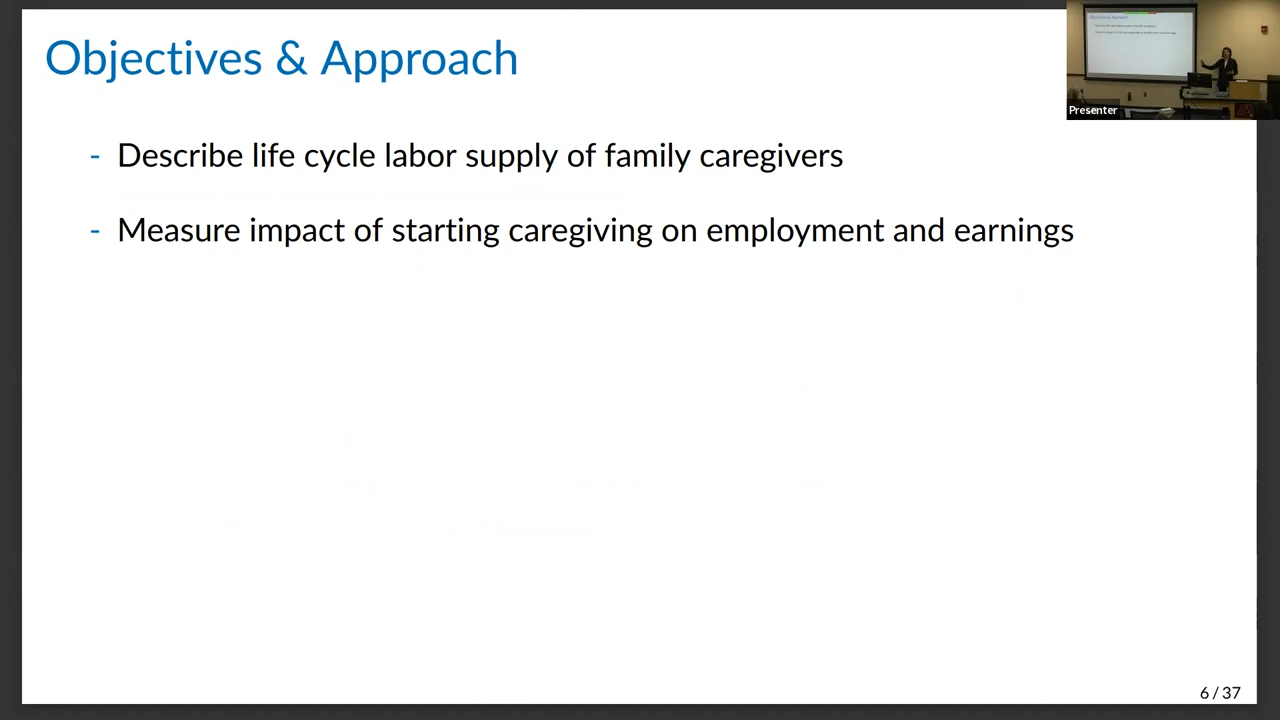 Objectives & Approach
Presenter
- Describe life cycle labor supply of family caregivers
- Measure impact of starting caregiving on employment and earnings
6 / 37